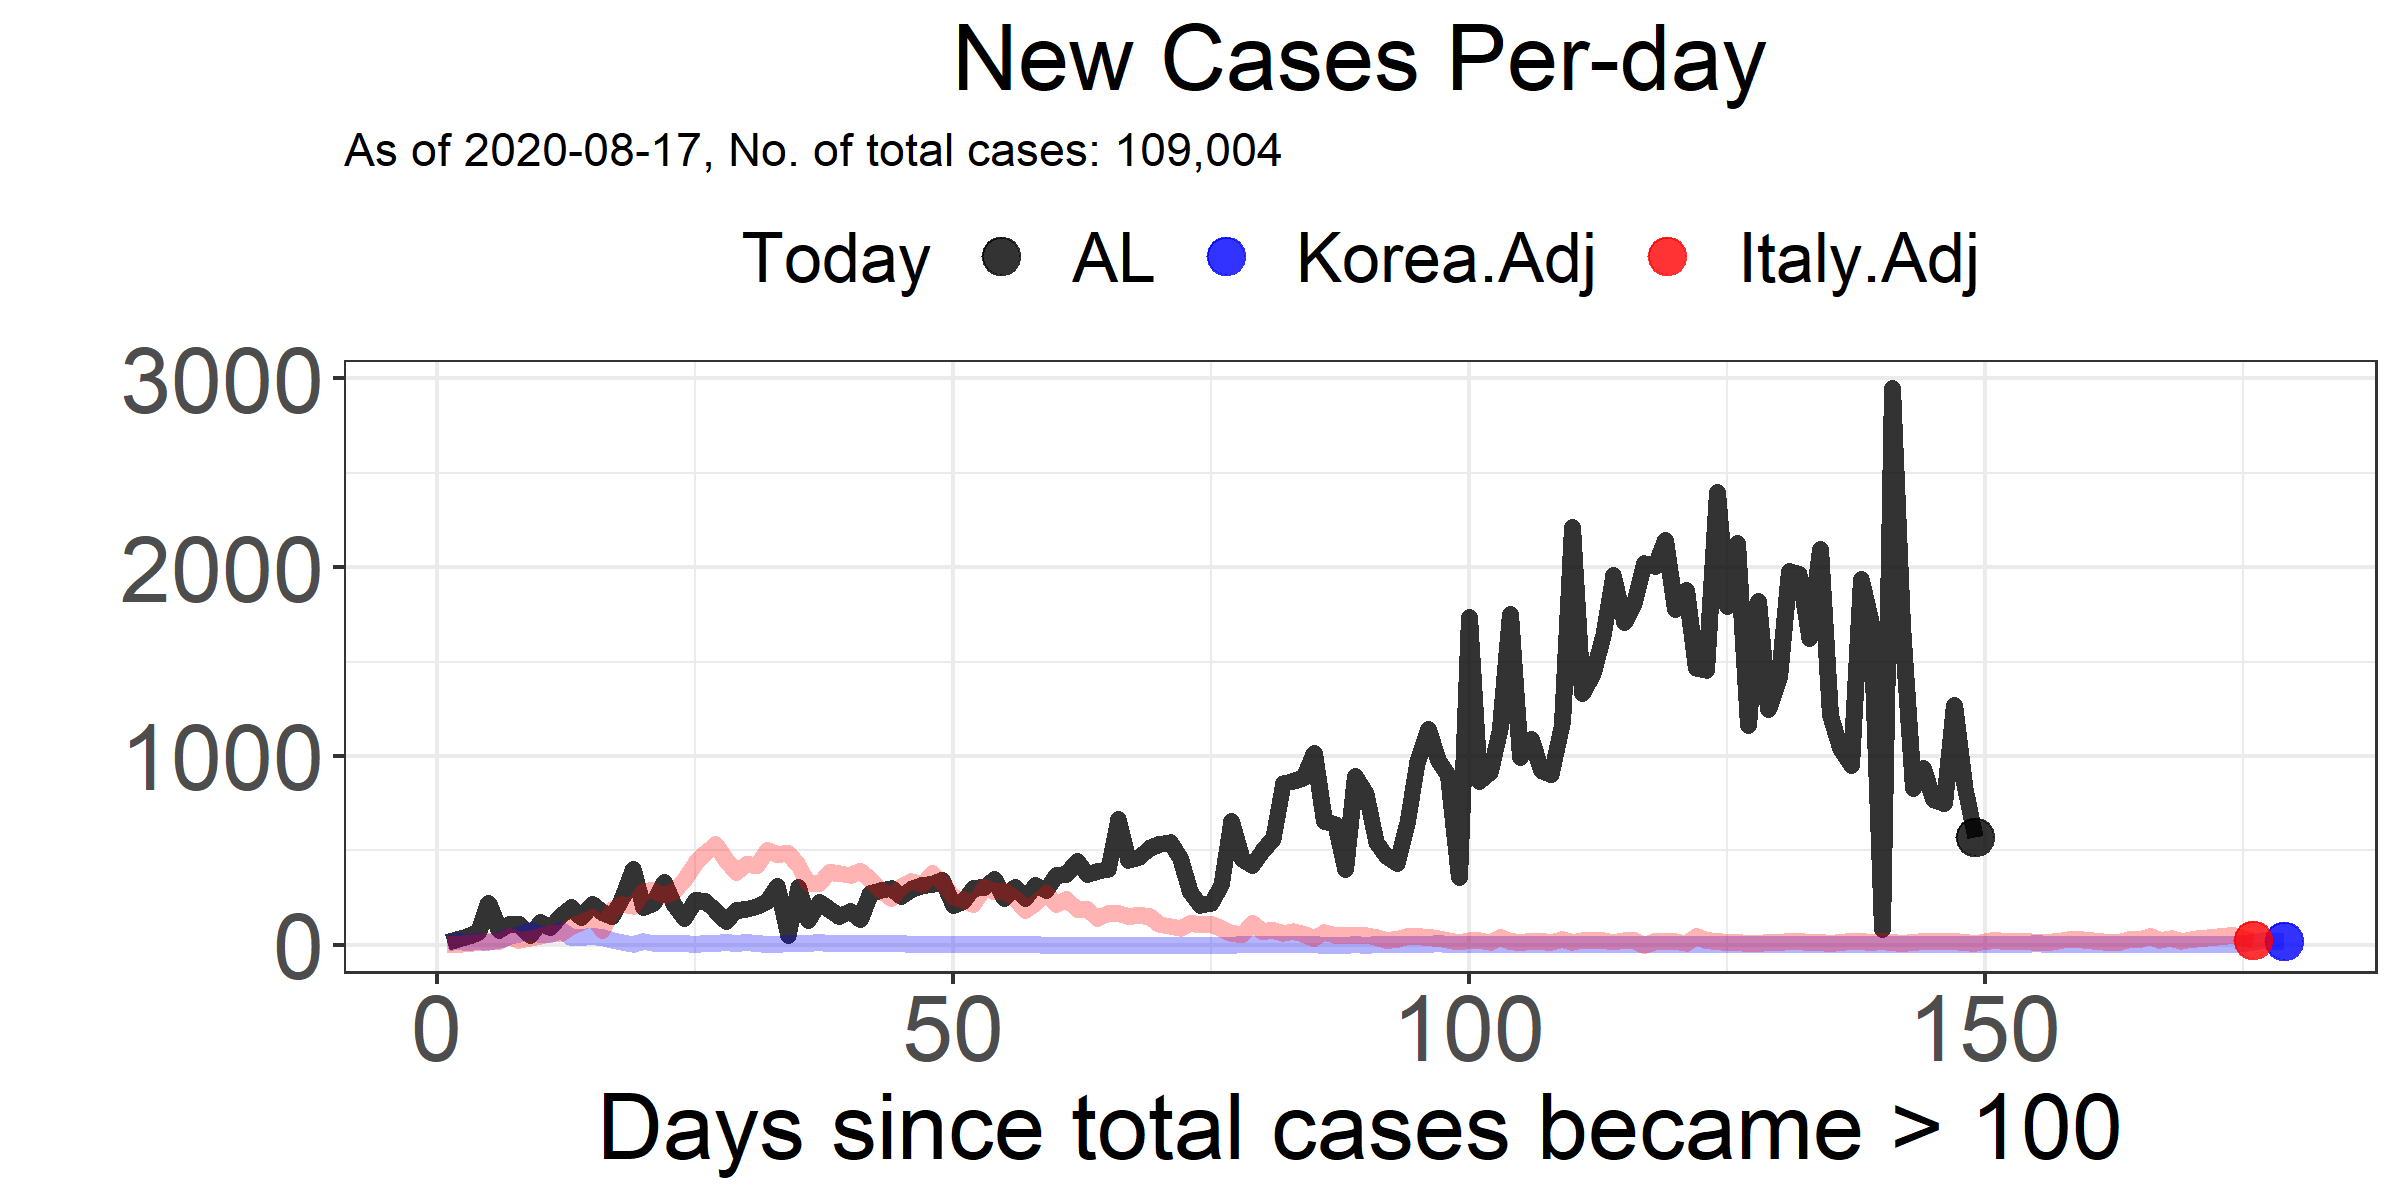 New Cases Per-day
As of 2020-08-17, No. of total cases: 109,004
Today AL Korea.Adj Italy.Adj
3000
2000
1000
0
0 50 100 150
Days since total cases became > 100